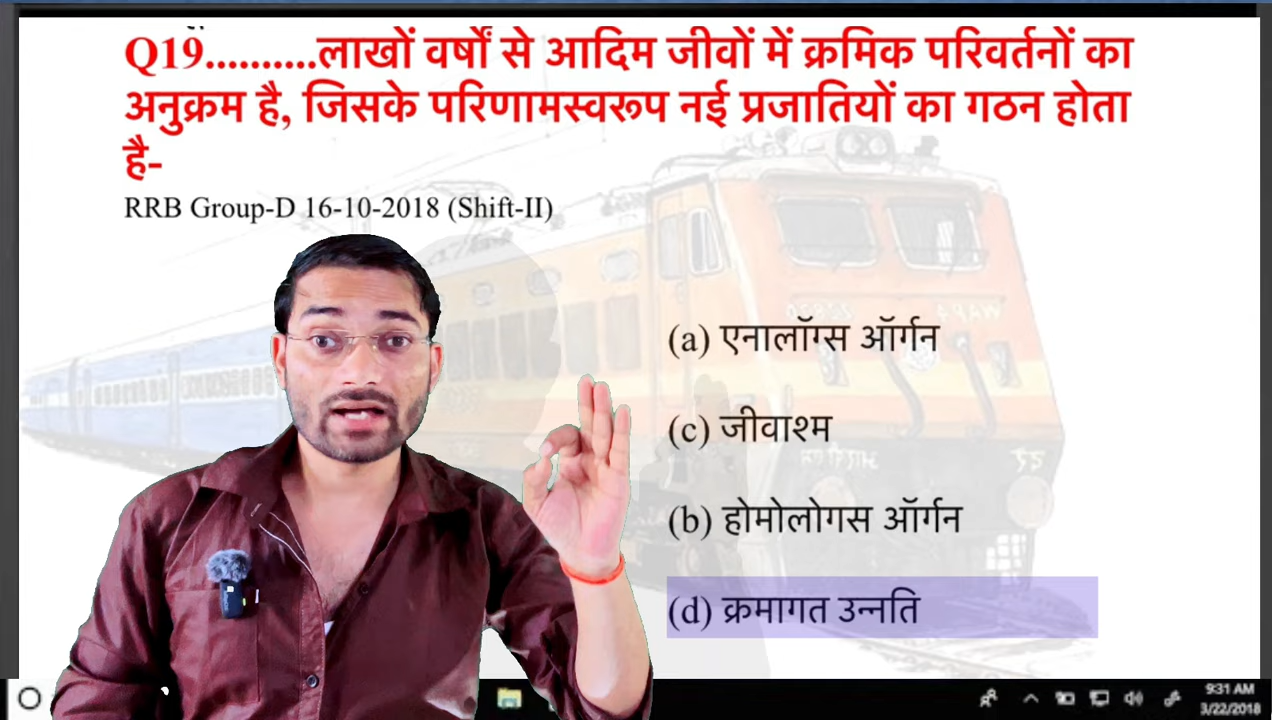 Q19..........लाखों वर्षों से आदिम जीवों में क्रमिक परिवर्तनों का
अनुक्रम है, जिसके परिणामस्वरूप नई प्रजातियों का गठन होता
है-
RRB Group-D 16-10-2018 (Shift-II)
(a) एनालॉग्स ऑर्गन
(c) जीवाश्म
(b) होमोलोगस ऑर्गन
(d) क्रमागत उन्नति
9:31 AM
3/22/2018